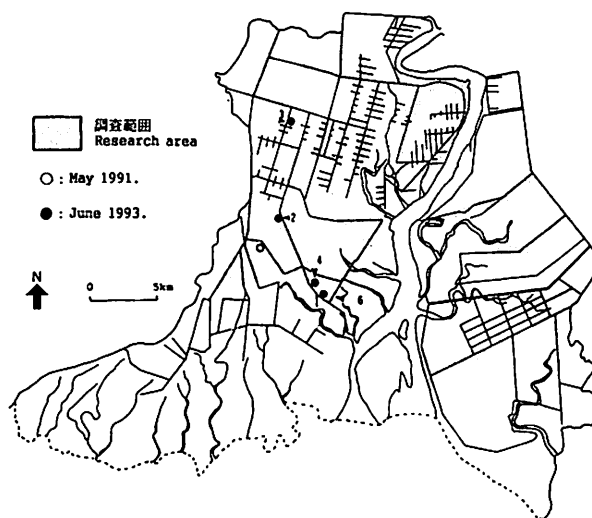 調査範囲
Research area
○ : May 1991.
● : June 1993.
N
0 5km
2
4
6